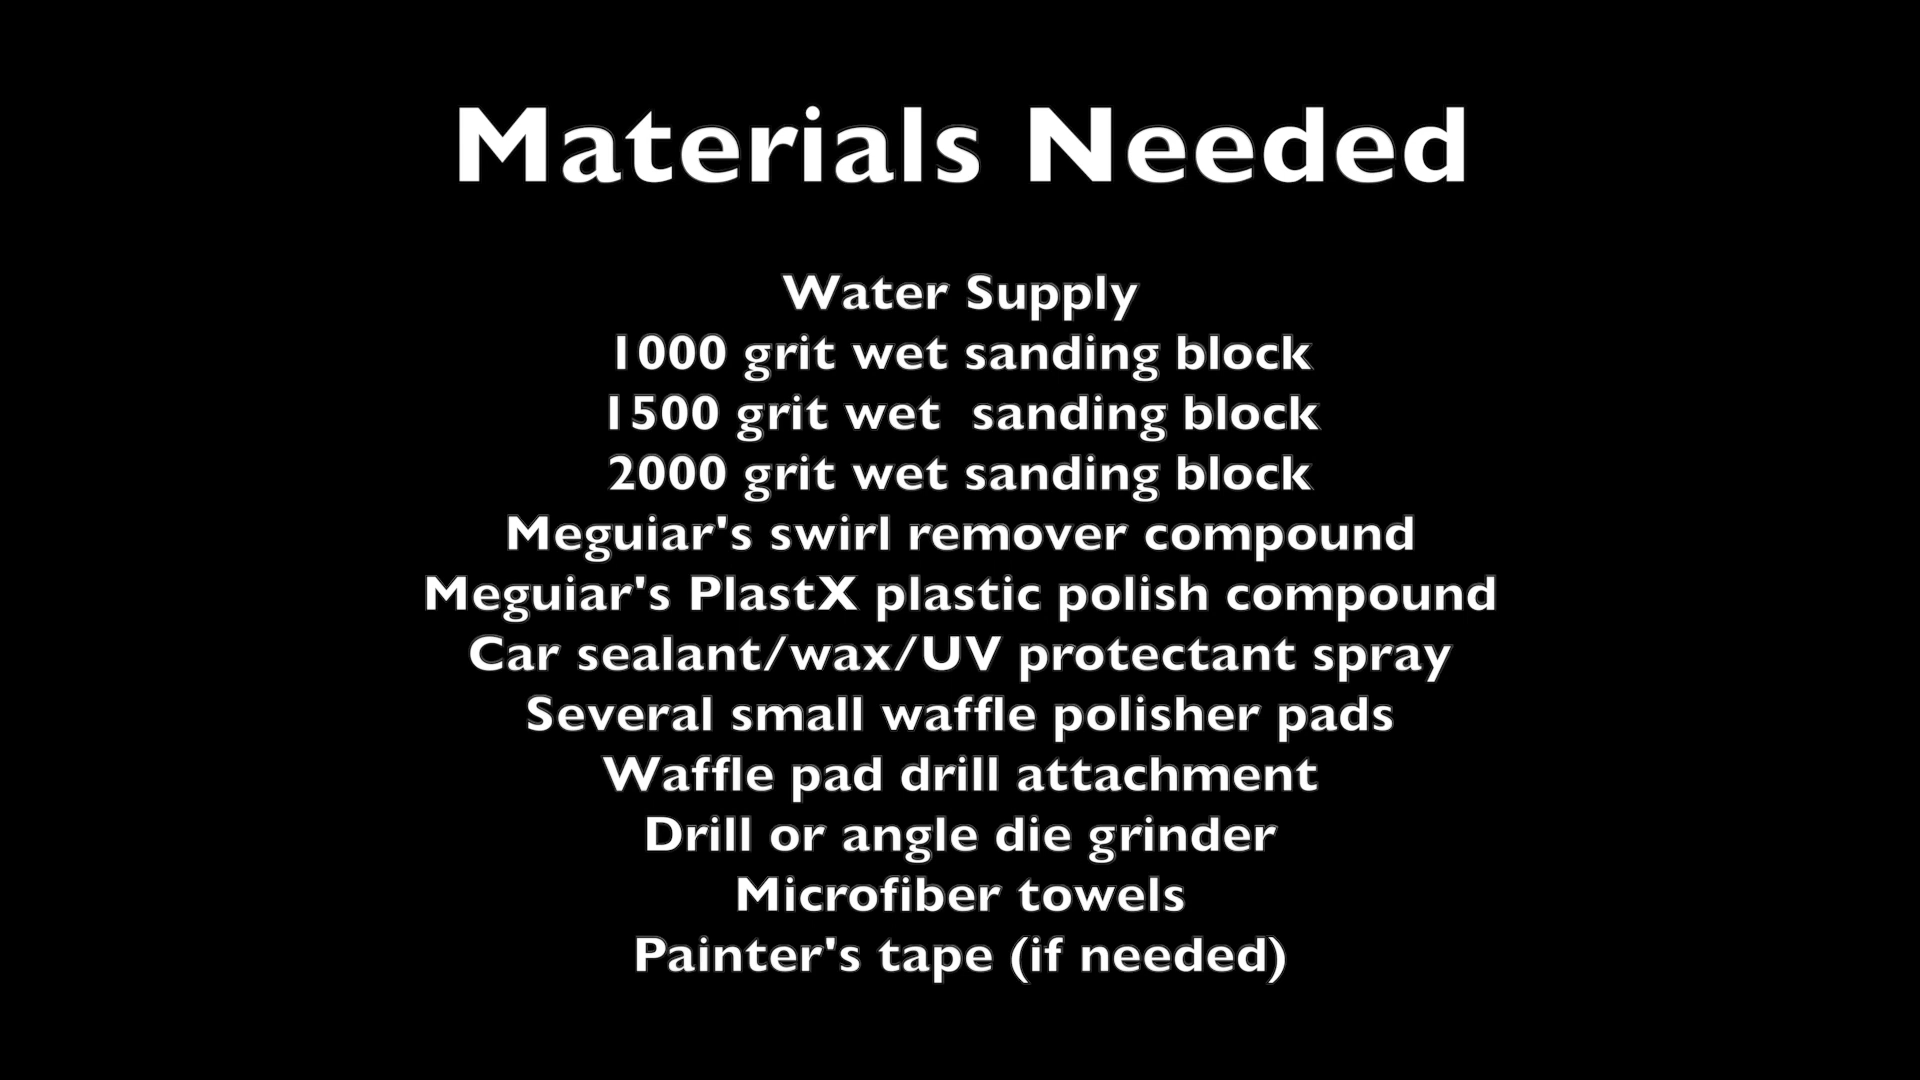 Materials Needed
Water Supply
1000 grit wet sanding block
1500 grit wet  sanding block
2000 grit wet sanding block
Meguiar's swirl remover compound
Meguiar's PlastX plastic polish compound
Car sealant/wax/UV protectant spray
Several small waffle polisher pads
Waffle pad drill attachment
Drill or angle die grinder
Microfiber towels
Painter's tape (if needed)